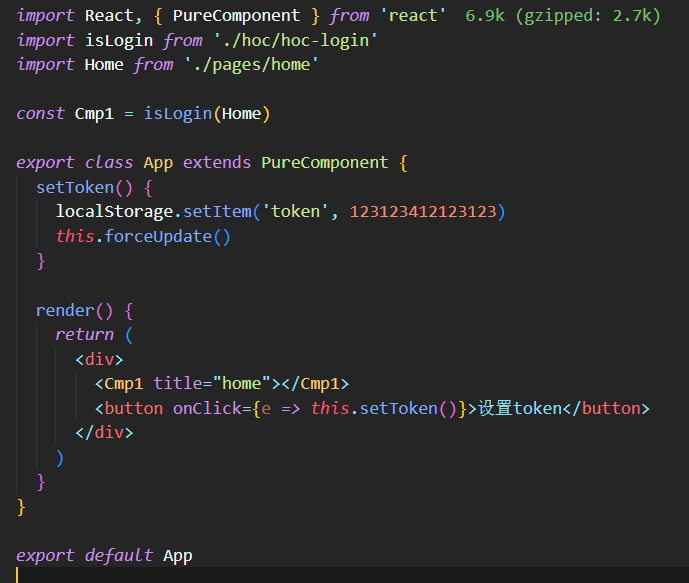 import React, { PureComponent } from 'react' 6.9k (gzipped: 2.7k)
import isLogin from './hoc/hoc-login'
import Home from './pages/home'

const Cmp1 = isLogin(Home)

export class App extends PureComponent {
  setToken() {
    localStorage.setItem('token', 123123412123123)
    this.forceUpdate()
  }

  render() {
    return (
      <div>
        <Cmp1 title="home"></Cmp1>
        <button onClick={e => this.setToken()}>设置token</button>
      </div>
    )
  }
}

export default App